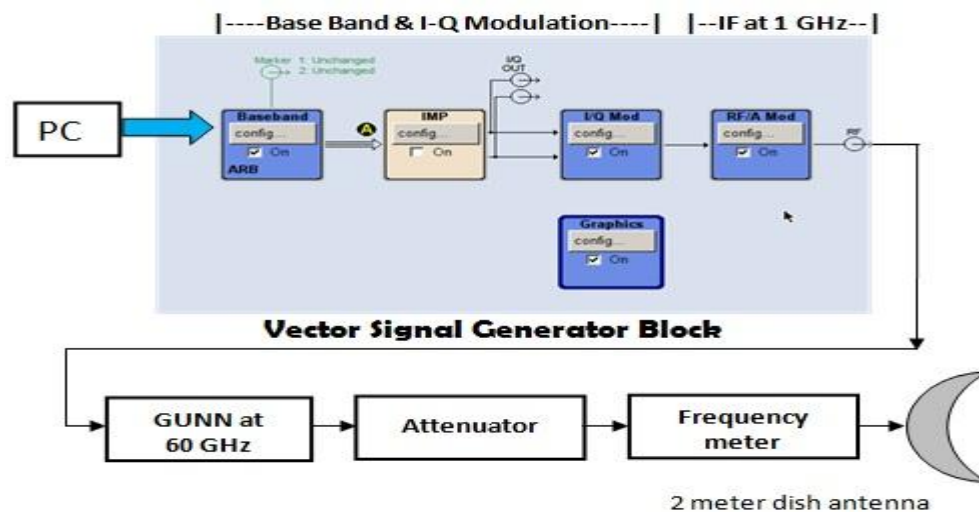 |----Base Band & I-Q Modulation----|--IF at 1 GHz--|
Marker 1: Unchanged
2: Unchanged
I/Q
OUT
PC
Baseband
config...
On
ARB
A
IMP
config...
On
I/Q Mod
config...
On
RF/A Mod
config...
On
RF
Graphics
config...
On
Vector Signal Generator Block
GUNN at
60 GHz
Attenuator
Frequency
meter
2 meter dish antenna